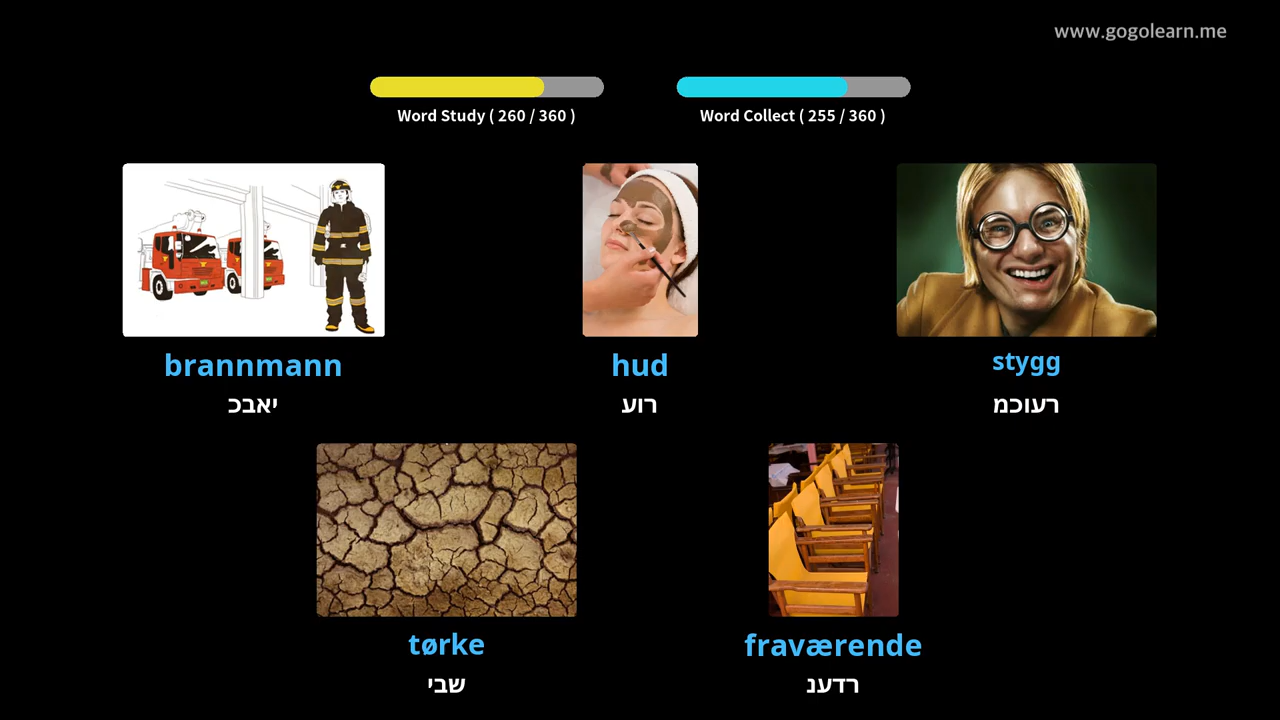 www.gogolearn.me
Word Study ( 260 / 360 )
Word Collect ( 255 / 360 )
brannmann
hud
stygg
יאבכ
רוע
רעוכמ
tørke
fraværende
שבי
רדענ